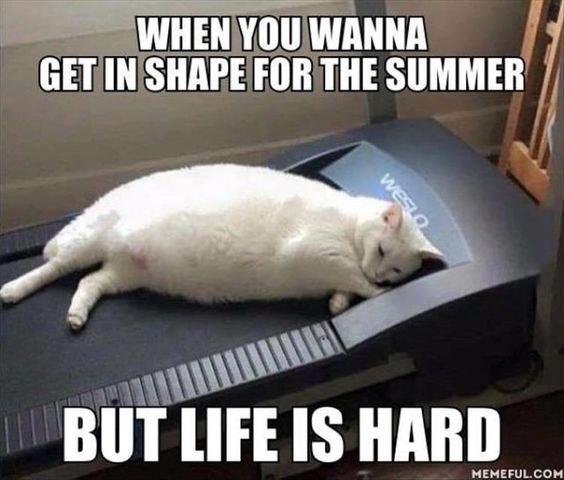 WHEN YOU WANNA
GET IN SHAPE FOR THE SUMMER
WESLO
BUT LIFE IS HARD
MEMEFUL.COM